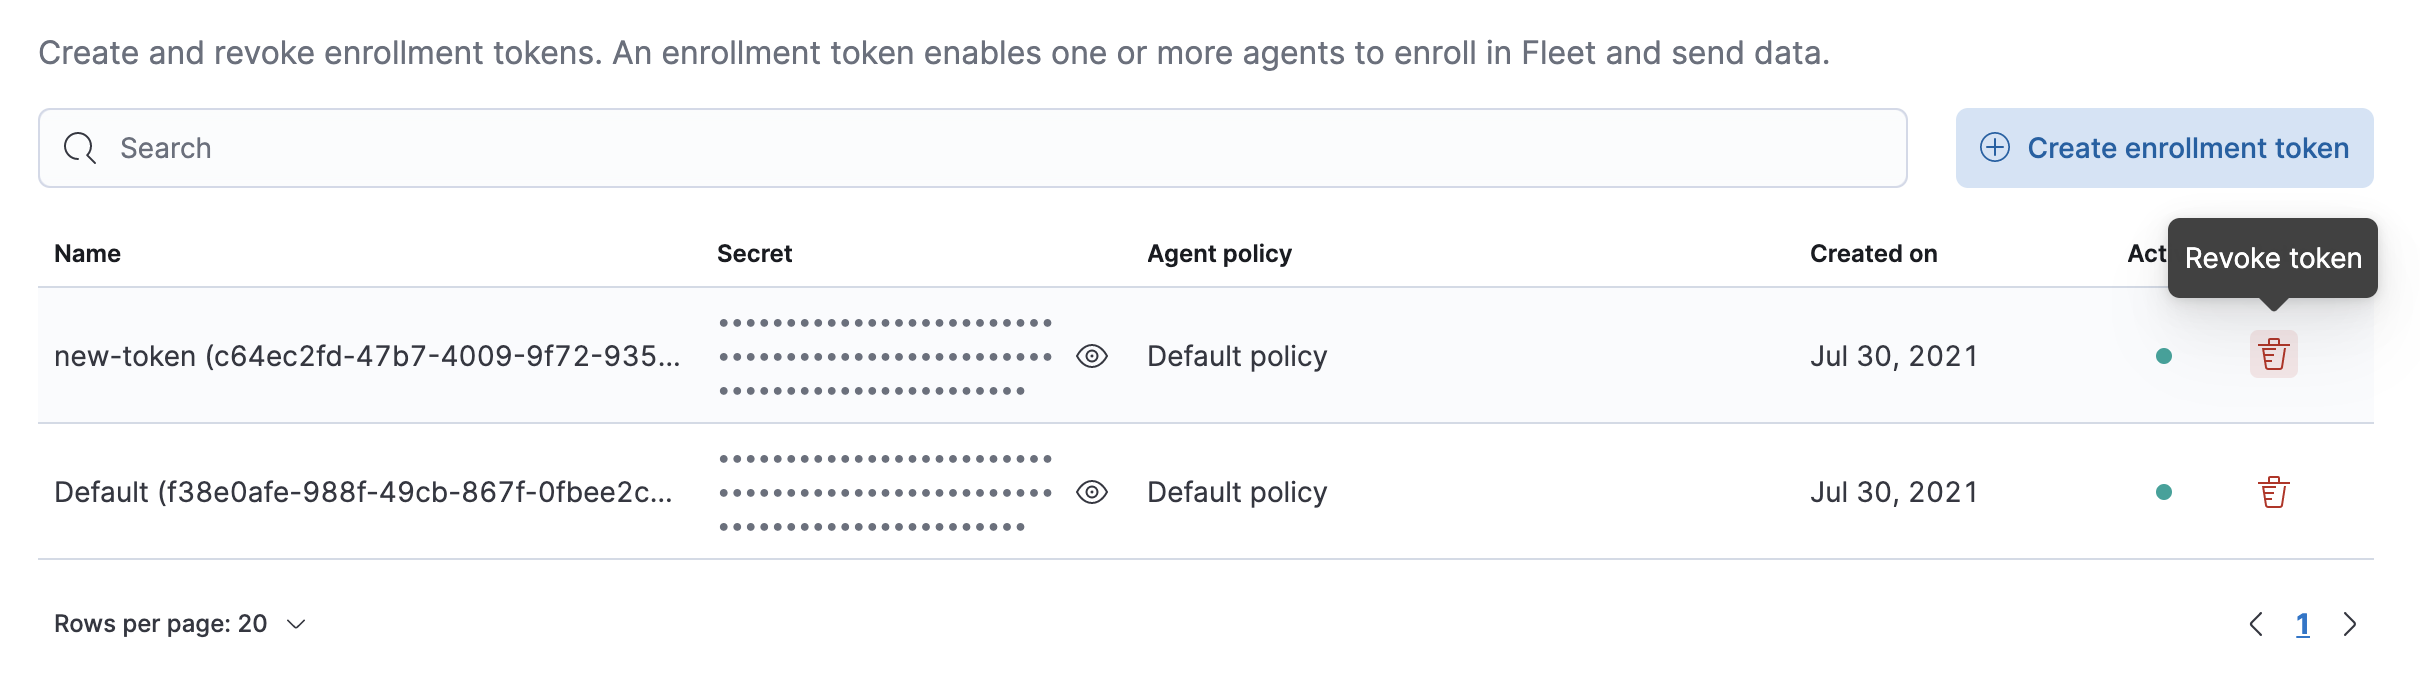 Create and revoke enrollment tokens. An enrollment token enables one or more agents to enroll in Fleet and send data.
Search
Create enrollment token
Name Secret Agent policy Created on Act
Revoke token
new-token (c64ec2fd-47b7-4009-9f72-935... •••••••••••••••••••••••••
•••••••••••••••••••••••••
••••••••••••••••••••••• Default policy Jul 30, 2021
Default (f38e0afe-988f-49cb-867f-0fbee2c... •••••••••••••••••••••••••
•••••••••••••••••••••••••
••••••••••••••••••••••• Default policy Jul 30, 2021
Rows per page: 20
1